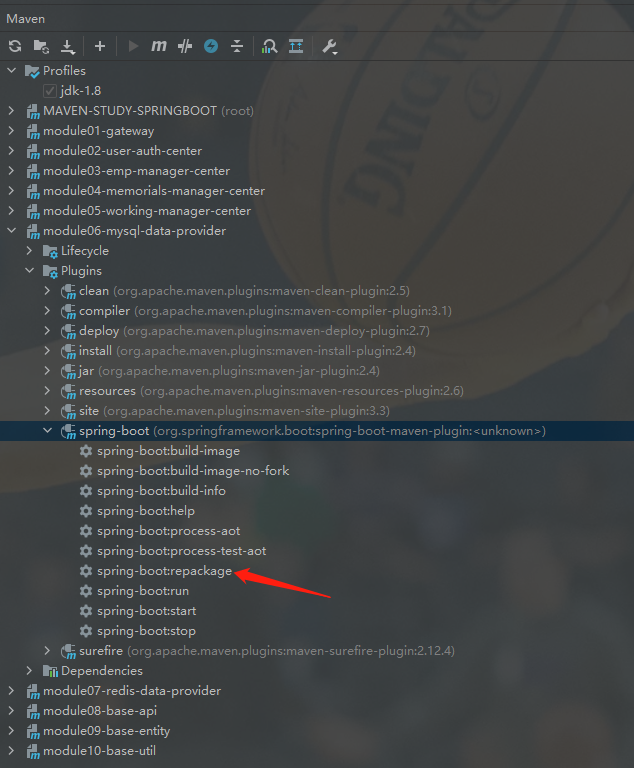 Maven
Profiles
jdk-1.8
MAVEN-STUDY-SPRINGBOOT (root)
module01-gateway
module02-user-auth-center
module03-emp-manager-center
module04-memorials-manager-center
module05-working-manager-center
module06-mysql-data-provider
Lifecycle
Plugins
clean (org.apache.maven.plugins:maven-clean-plugin:2.5)
compiler (org.apache.maven.plugins:maven-compiler-plugin:3.1)
deploy (org.apache.maven.plugins:maven-deploy-plugin:2.7)
install (org.apache.maven.plugins:maven-install-plugin:2.4)
jar (org.apache.maven.plugins:maven-jar-plugin:2.4)
resources (org.apache.maven.plugins:maven-resources-plugin:2.6)
site (org.apache.maven.plugins:maven-site-plugin:3.3)
spring-boot (org.springframework.boot:spring-boot-maven-plugin:<unknown>)
spring-boot:build-image
spring-boot:build-image-no-fork
spring-boot:build-info
spring-boot:help
spring-boot:process-aot
spring-boot:process-test-aot
spring-boot:repackage
spring-boot:run
spring-boot:start
spring-boot:stop
surefire (org.apache.maven.plugins:maven-surefire-plugin:2.12.4)
Dependencies
module07-redis-data-provider
module08-base-api
module09-base-entity
module10-base-util